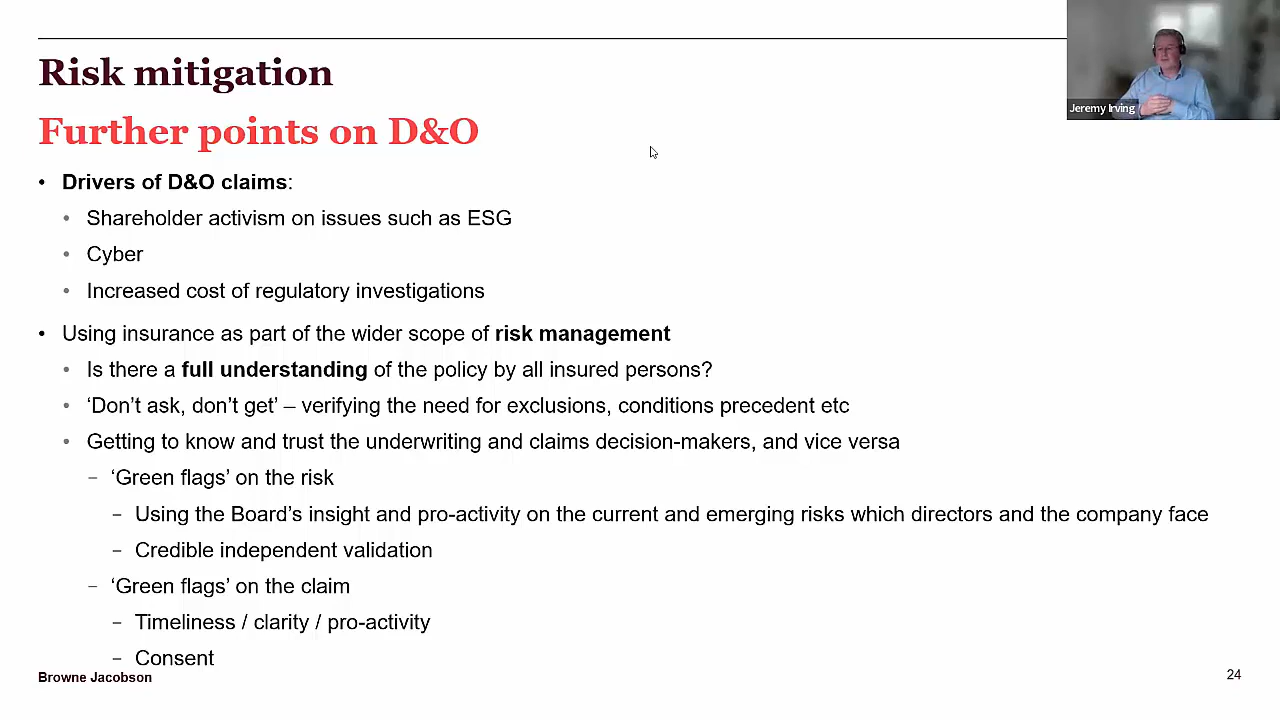 Risk mitigation
Jeremy Irving
Further points on D&O
• Drivers of D&O claims:
• Shareholder activism on issues such as ESG
• Cyber
• Increased cost of regulatory investigations
• Using insurance as part of the wider scope of risk management
• Is there a full understanding of the policy by all insured persons?
• ‘Don’t ask, don’t get’ – verifying the need for exclusions, conditions precedent etc
• Getting to know and trust the underwriting and claims decision-makers, and vice versa
– ‘Green flags’ on the risk
– Using the Board’s insight and pro-activity on the current and emerging risks which directors and the company face
– Credible independent validation
– ‘Green flags’ on the claim
– Timeliness / clarity / pro-activity
– Consent
Browne Jacobson
24